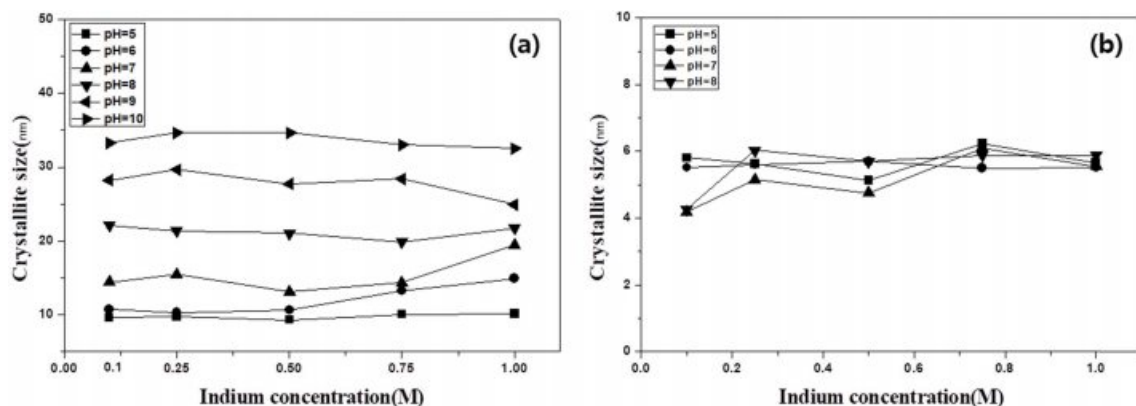 (a)
pH=5
pH=6
pH=7
pH=8
pH=9
pH=10
50
40
30
20
10
Crystallite size(nm)
0.00 0.1 0.25 0.50 0.75 1.00
Indium concentration(M)
(b)
pH=5
pH=6
pH=7
pH=8
10
8
6
4
2
0
Crystallite size(nm)
0.0 0.2 0.4 0.6 0.8 1.0
Indium concentration(M)